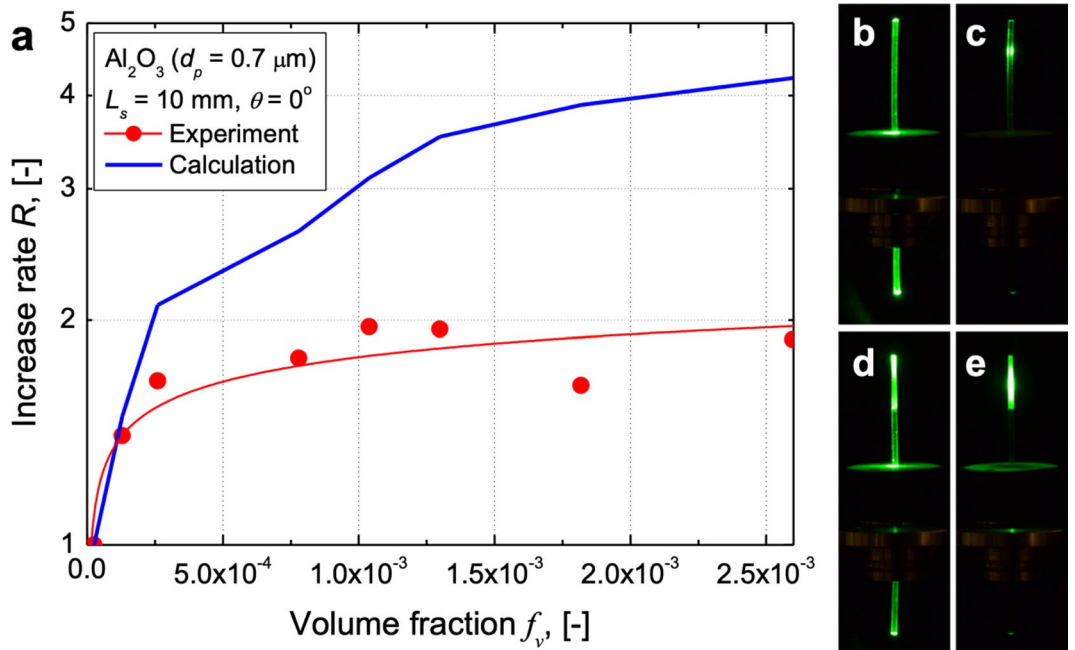 a
Al₂O₃ (dₚ = 0.7 μm)
Lₛ = 10 mm, θ = 0°
Experiment
Calculation
Increase rate R, [-]
5
4
3
2
1
0.0
5.0x10⁻⁴
1.0x10⁻³
1.5x10⁻³
2.0x10⁻³
2.5x10⁻³
Volume fraction fᵥ, [-]
b
c
d
e